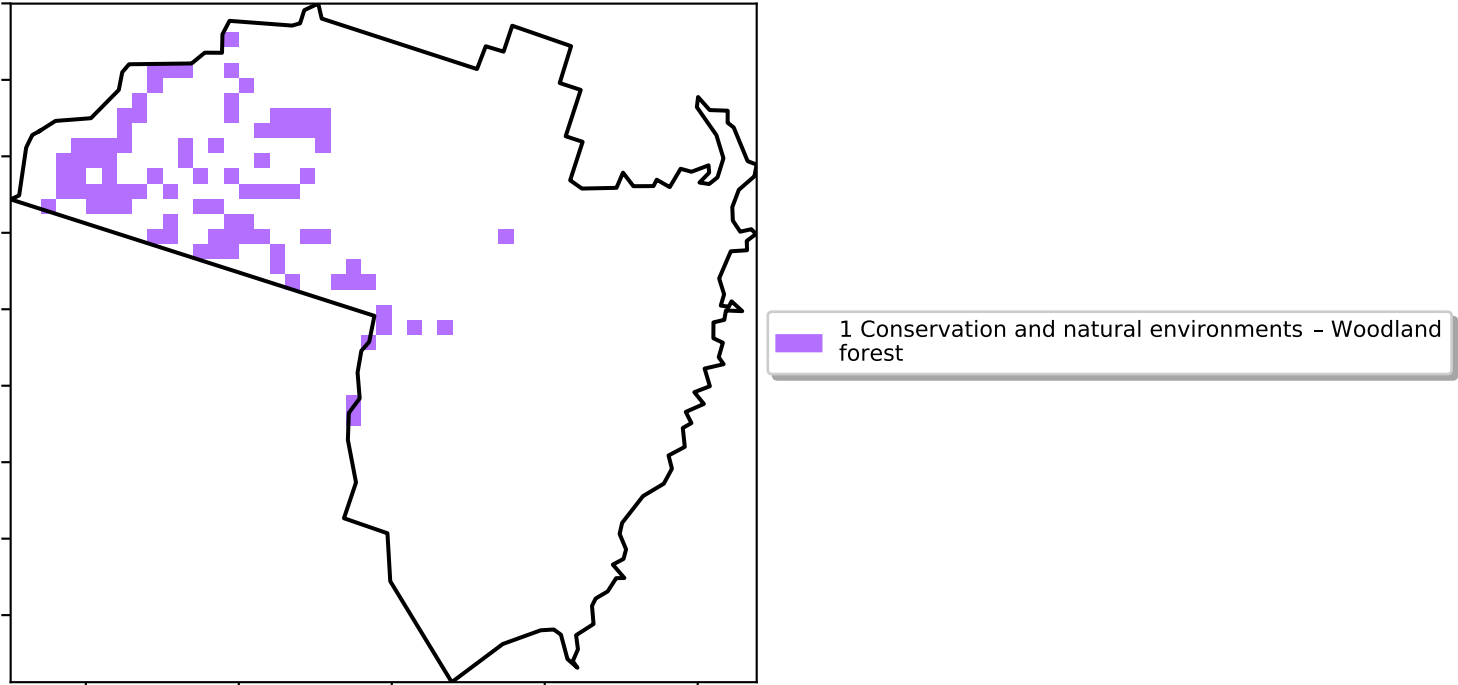 1 Conservation and natural environments – Woodland
forest